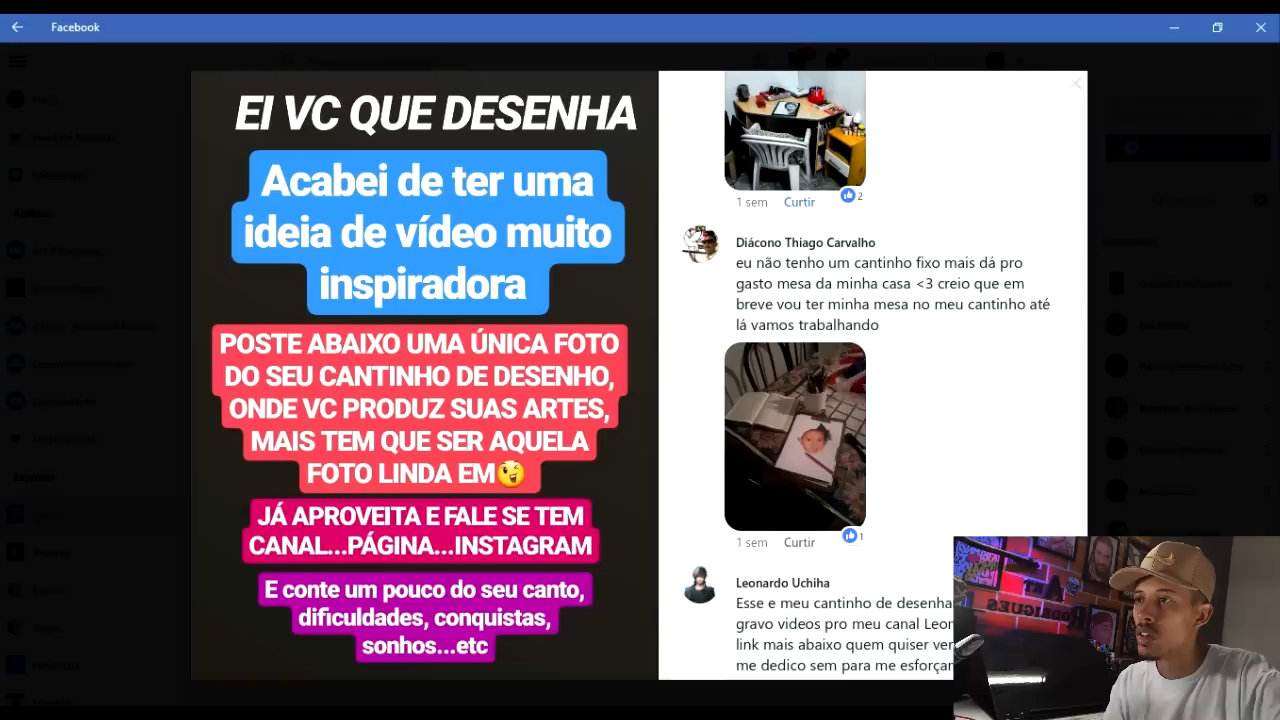 Facebook
EI VC QUE DESENHA
Acabei de ter uma
ideia de vídeo muito
inspiradora
POSTE ABAIXO UMA ÚNICA FOTO
DO SEU CANTINHO DE DESENHO,
ONDE VC PRODUZ SUAS ARTES,
MAIS TEM QUE SER AQUELA
FOTO LINDA EM😉
JÁ APROVEITA E FALE SE TEM
CANAL...PÁGINA...INSTAGRAM
E conte um pouco do seu canto,
dificuldades, conquistas,
sonhos...etc
1 sem Curtir 2
Diácono Thiago Carvalho
eu não tenho um cantinho fixo mais dá pro
gasto mesa da minha casa <3 creio que em
breve vou ter minha mesa no meu cantinho até
lá vamos trabalhando
1 sem Curtir 1
Leonardo Uchiha
Esse e meu cantinho de desenha
gravo videos pro meu canal Leon
link mais abaixo quem quiser ver
me dedico sem para me esforçan
ART
RODRIGUES